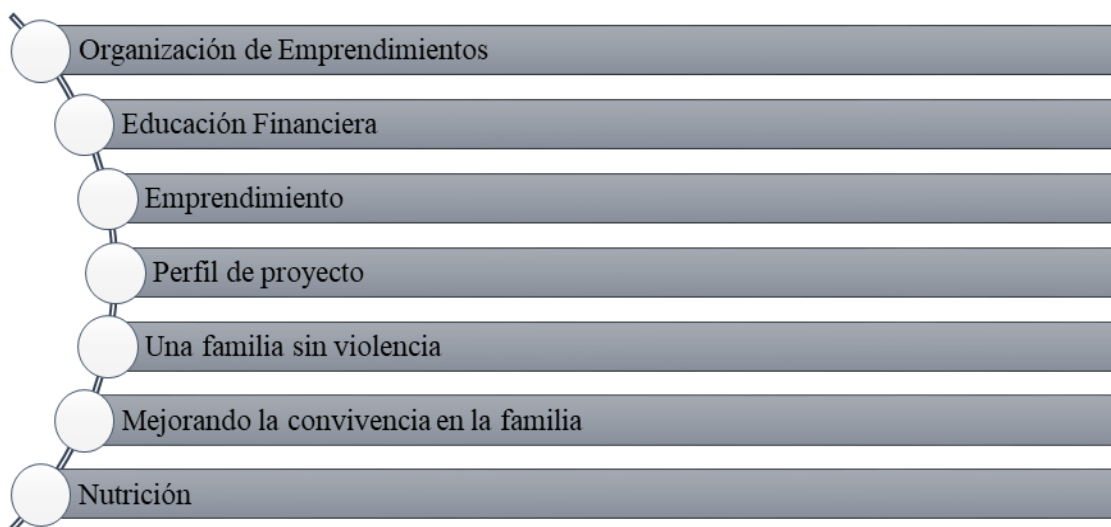 Organización de Emprendimientos
Educación Financiera
Emprendimiento
Perfil de proyecto
Una familia sin violencia
Mejorando la convivencia en la familia
Nutrición